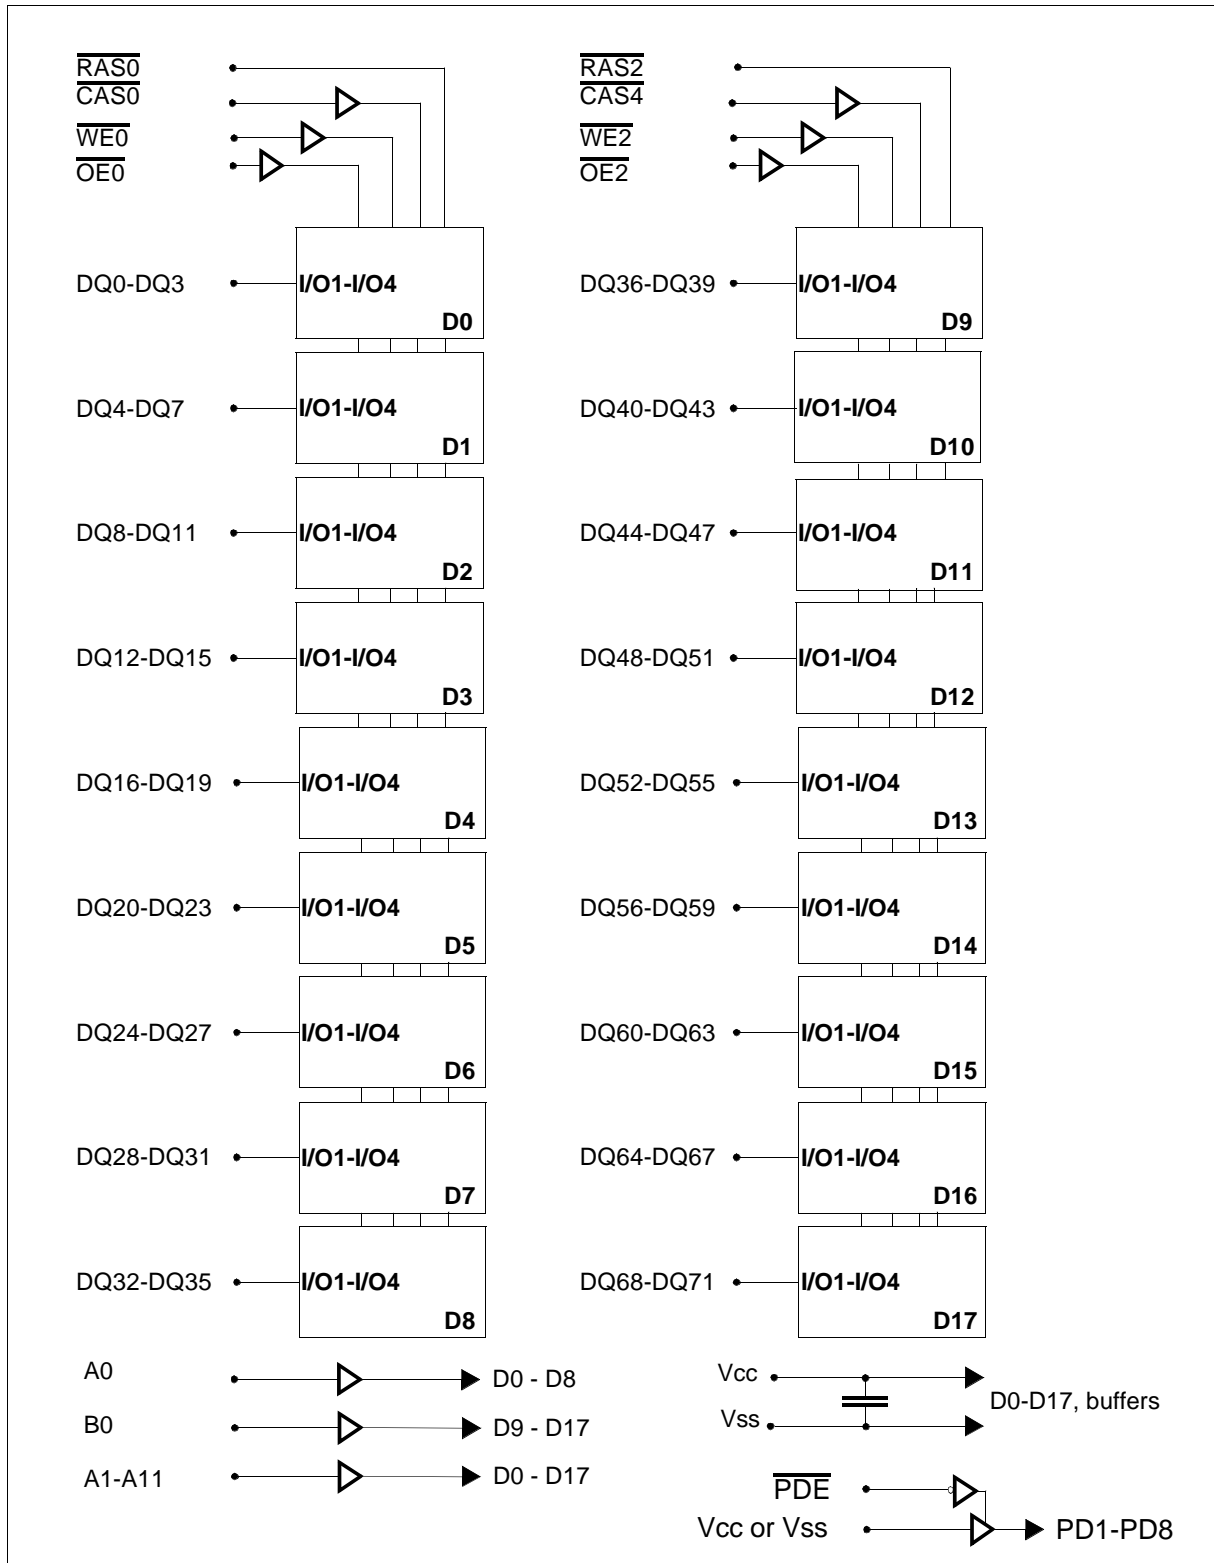 RAS0
CAS0
WE0
OE0
DQ0-DQ3
I/O1-I/O4
D0
DQ4-DQ7
I/O1-I/O4
D1
DQ8-DQ11
I/O1-I/O4
D2
DQ12-DQ15
I/O1-I/O4
D3
DQ16-DQ19
I/O1-I/O4
D4
DQ20-DQ23
I/O1-I/O4
D5
DQ24-DQ27
I/O1-I/O4
D6
DQ28-DQ31
I/O1-I/O4
D7
DQ32-DQ35
I/O1-I/O4
D8
RAS2
CAS4
WE2
OE2
DQ36-DQ39
I/O1-I/O4
D9
DQ40-DQ43
I/O1-I/O4
D10
DQ44-DQ47
I/O1-I/O4
D11
DQ48-DQ51
I/O1-I/O4
D12
DQ52-DQ55
I/O1-I/O4
D13
DQ56-DQ59
I/O1-I/O4
D14
DQ60-DQ63
I/O1-I/O4
D15
DQ64-DQ67
I/O1-I/O4
D16
DQ68-DQ71
I/O1-I/O4
D17
A0
D0 - D8
B0
D9 - D17
A1-A11
D0 - D17
Vcc
Vss
D0-D17, buffers
PDE
Vcc or Vss
PD1-PD8